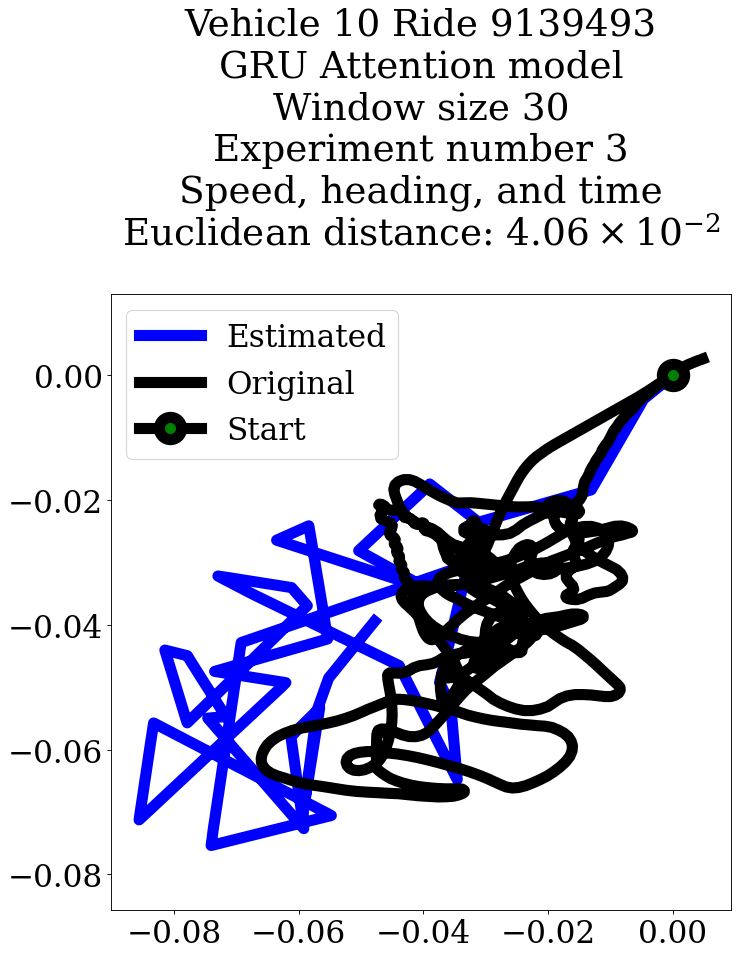 Vehicle 10 Ride 9139493
GRU Attention model
Window size 30
Experiment number 3
Speed, heading, and time
Euclidean distance: 4.06 × 10⁻²
Estimated
Original
Start
0.00
−0.02
−0.04
−0.06
−0.08
−0.08 −0.06 −0.04 −0.02 0.00